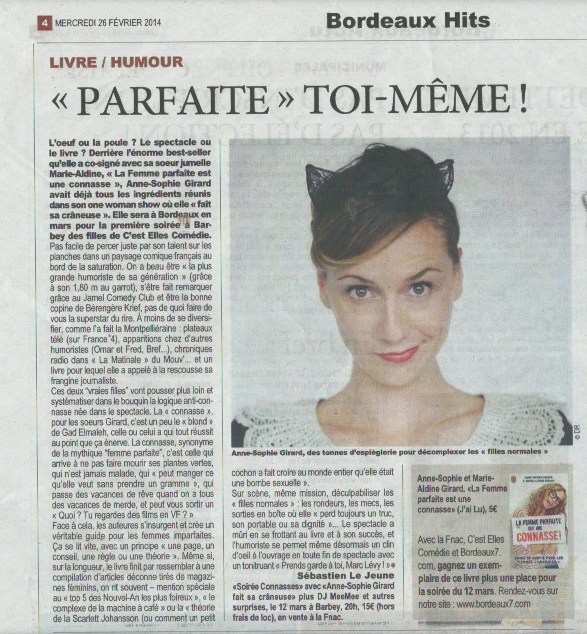 4 MERCREDI 26 FÉVRIER 2014
Bordeaux Hits
LIVRE / HUMOUR
« PARFAITE » TOI-MÊME !
L'oeuf ou la poule ? Le spectacle ou
le livre ? Derrière l'énorme best-seller
qu'elle a co-signé avec sa soeur jumelle
Marie-Aldine, « La Femme parfaite est
une connasse », Anne-Sophie Girard
avait déjà tous les ingrédients réunis
dans son one woman show où elle « fait
sa crâneuse ». Elle sera à Bordeaux en
mars pour la première soirée à Bar-
bey des filles de C'est Elles Comédie.
Pas facile de percer juste par son talent sur les
planches dans un paysage comique français au
bord de la saturation. On a beau être « la plus
grande humoriste de sa génération » (grâce
à son 1,80 m au garrot), s'être fait remarquer
grâce au Jamel Comedy Club et être la bonne
copine de Bérengère Krief, pas de quoi faire de
vous la superstar du rire. À moins de se diversi-
fier, comme l'a fait la Montpelliéraine : plateaux
télé (sur France 4), apparitions chez d'autres
humoristes (Omar et Fred, Bref...), chroniques
radio dans « La Matinale » du Mouv'... et un
livre pour lequel elle a appelé à la rescousse sa
frangine journaliste.
Ces deux "vraies filles" vont pousser plus loin et
systématiser dans le bouquin la logique anti-con-
nasse née dans le spectacle. La « connasse »,
pour les soeurs Girard, c'est un peu le « blond »
de Gad Elmaleh, celle ou celui a qui tout réussit
au point que ça énerve. La connasse, synonyme
de la mythique "femme parfaite", c'est celle qui
arrive à ne pas faire mourir ses plantes vertes,
qui n'est jamais malade, qui « peut manger ce
qu'elle veut sans prendre un gramme », qui
passe des vacances de rêve quand on a tous
des vacances de merde, et peut vous sortir un
« Quoi ? Tu regardes des films en VF ? »
Face à cela, les auteures s'insurgent et crée un
véritable guide pour les femmes imparfaites.
Ça se lit vite, avec un principe « une page, un
conseil, une règle ou une théorie ». Même si,
sur la longueur, le livre finit par ressembler à une
compilation d'articles déconne tirés de magazi-
nes féminins, on rit souvent – mention spéciale
au « top 5 des Nouvel-An les plus foireux », « le
complexe de la machine à café » ou la « théorie
de la Scarlett Johansson (ou comment un petit
© DR
Anne-Sophie Girard, des tonnes d'espièglerie pour décomplexer les « filles normales »
cochon a fait croire au monde entier qu'elle était
une bombe sexuelle ».
Sur scène, même mission, déculpabiliser les
« filles normales » : les rondeurs, les mecs, les
sorties en boîte où elle « perd toujours un truc,
son portable ou sa dignité »... Le spectacle a
mûri en se frottant au livre et à son succès, et
l'humoriste se permet même désormais un clin
d'oeil à l'ouvrage en toute fin de spectacle avec
un tonitruant « Prends garde à toi, Marc Lévy ! »
Sébastien Le Jeune
«Soirée Connasses» avec «Anne-Sophie Girard
fait sa crâneuse» plus DJ MeeMee et autres
surprises, le 12 mars à Barbey, 20h, 15€ (hors
frais de loc), en vente à la Fnac.
Anne-Sophie et Marie-
Aldine Girard, «La Femme
parfaite est une
connasse» (J'ai Lu), 5€
LA FEMME PARFAITE
EST UNE
CONNASSE!
Avec la Fnac, C'est Elles
Comédie et Bordeaux7.
com, gagnez un exem-
plaire de ce livre plus une place pour
la soirée du 12 mars. Rendez-vous sur
notre site : www.bordeaux7.com